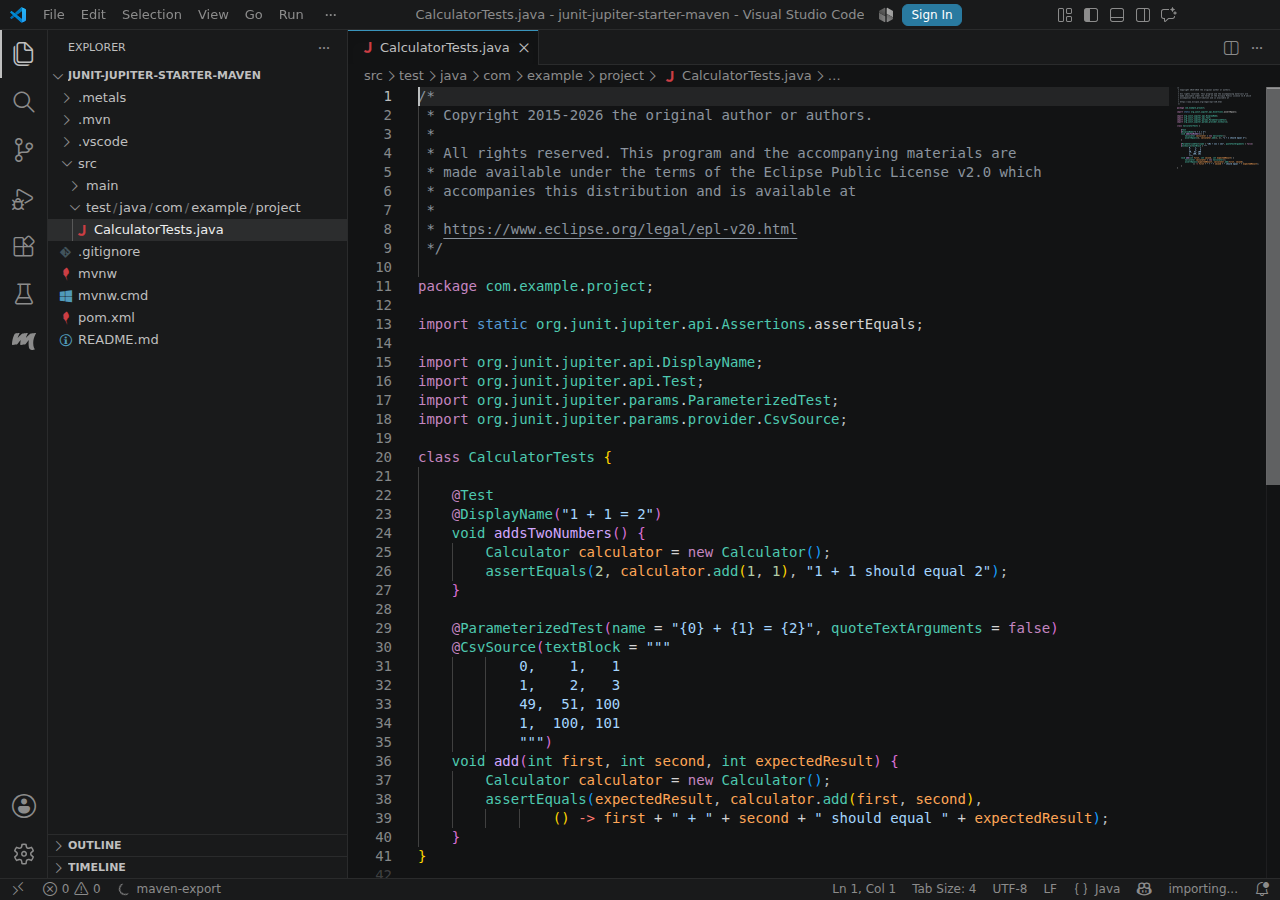 File Edit Selection View Go Run ··· CalculatorTests.java - junit-jupiter-starter-maven - Visual Studio Code Sign In
EXPLORER ···
JUNIT-JUPITER-STARTER-MAVEN
.metals
.mvn
.vscode
src
main
test/java/com/example/project
CalculatorTests.java
.gitignore
mvnw
mvnw.cmd
pom.xml
README.md
OUTLINE
TIMELINE
CalculatorTests.java
src > test > java > com > example > project > CalculatorTests.java > ...
1 /*
2  * Copyright 2015-2026 the original author or authors.
3  *
4  * All rights reserved. This program and the accompanying materials are
5  * made available under the terms of the Eclipse Public License v2.0 which
6  * accompanies this distribution and is available at
7  *
8  * https://www.eclipse.org/legal/epl-v20.html
9  */
10
11 package com.example.project;
12
13 import static org.junit.jupiter.api.Assertions.assertEquals;
14
15 import org.junit.jupiter.api.DisplayName;
16 import org.junit.jupiter.api.Test;
17 import org.junit.jupiter.params.ParameterizedTest;
18 import org.junit.jupiter.params.provider.CsvSource;
19
20 class CalculatorTests {
21
22     @Test
23     @DisplayName("1 + 1 = 2")
24     void addsTwoNumbers() {
25         Calculator calculator = new Calculator();
26         assertEquals(2, calculator.add(1, 1), "1 + 1 should equal 2");
27     }
28
29     @ParameterizedTest(name = "{0} + {1} = {2}", quoteTextArguments = false)
30     @CsvSource(textBlock = """
31             0,    1,   1
32             1,    2,   3
33             49,  51, 100
34             1,  100, 101
35             """)
36     void add(int first, int second, int expectedResult) {
37         Calculator calculator = new Calculator();
38         assertEquals(expectedResult, calculator.add(first, second),
39                 () -> first + " + " + second + " should equal " + expectedResult);
40     }
41 }
42
0 0 maven-export Ln 1, Col 1 Tab Size: 4 UTF-8 LF { } Java importing...